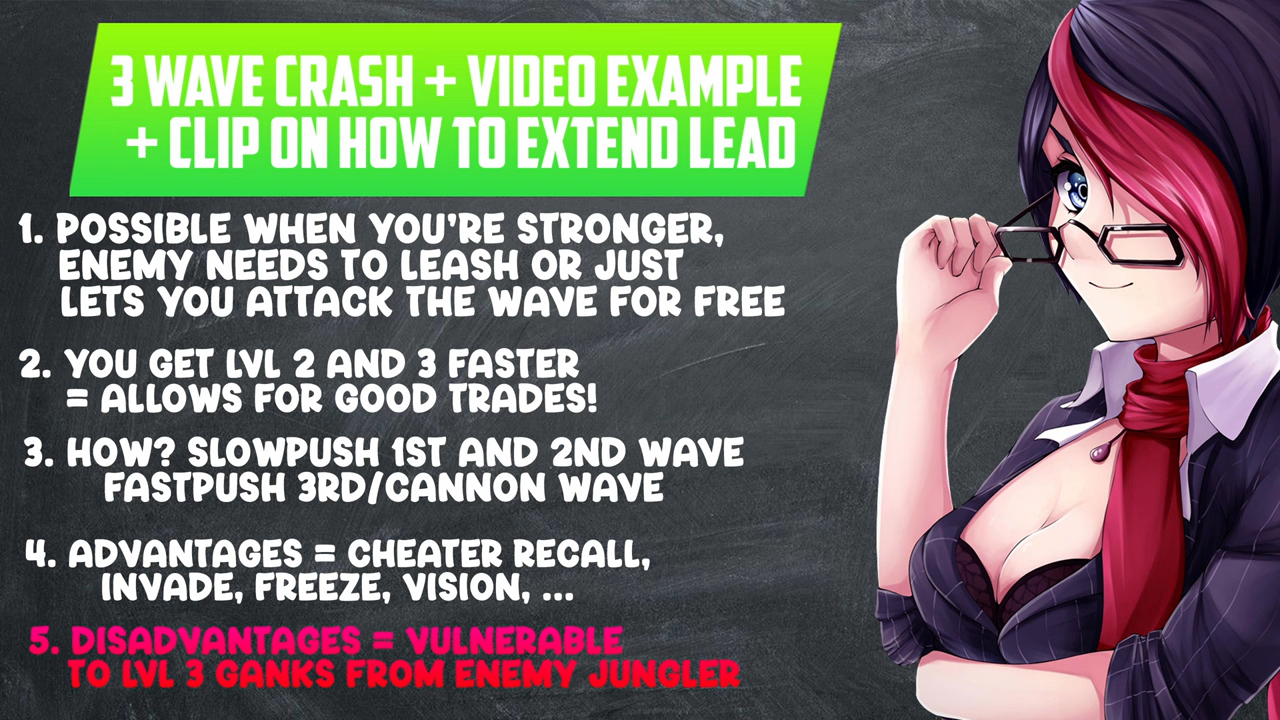 3 WAVE CRASH + VIDEO EXAMPLE
+ CLIP ON HOW TO EXTEND LEAD
1. POSSIBLE WHEN YOU'RE STRONGER,
ENEMY NEEDS TO LEASH OR JUST
LETS YOU ATTACK THE WAVE FOR FREE
2. YOU GET LVL 2 AND 3 FASTER
= ALLOWS FOR GOOD TRADES!
3. HOW? SLOWPUSH 1ST AND 2ND WAVE
FASTPUSH 3RD/CANNON WAVE
4. ADVANTAGES = CHEATER RECALL,
INVADE, FREEZE, VISION, ...
5. DISADVANTAGES = VULNERABLE
TO LVL 3 GANKS FROM ENEMY JUNGLER